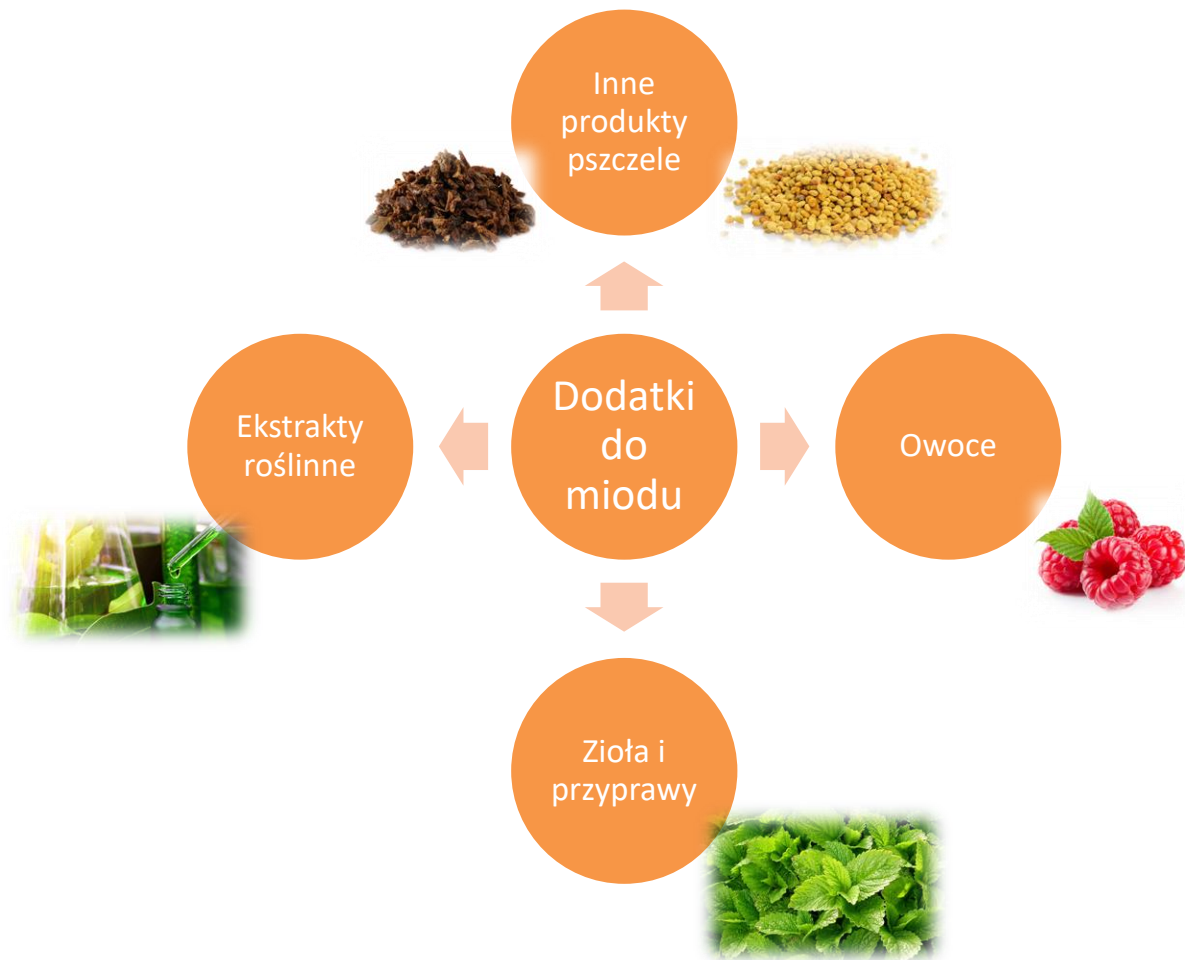 Inne
produkty
pszczele
Ekstrakty
roślinne
Dodatki
do
miodu
Owoce
Zioła i
przyprawy